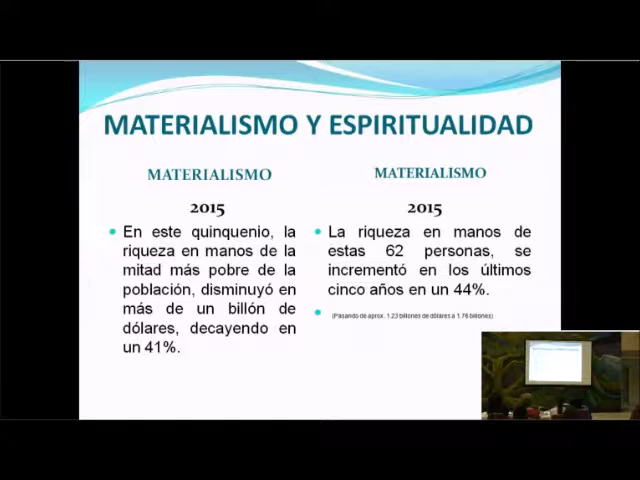 MATERIALISMO Y ESPIRITUALIDAD
MATERIALISMO
2015
En este quinquenio, la
riqueza en manos de la
mitad más pobre de la
población, disminuyó en
más de un billón de
dólares, decayendo en
un 41%.
MATERIALISMO
2015
La riqueza en manos de
estas 62 personas, se
incrementó en los últimos
cinco años en un 44%.
(Pasando de aprox. 1.23 billones de dólares a 1.76 billones)